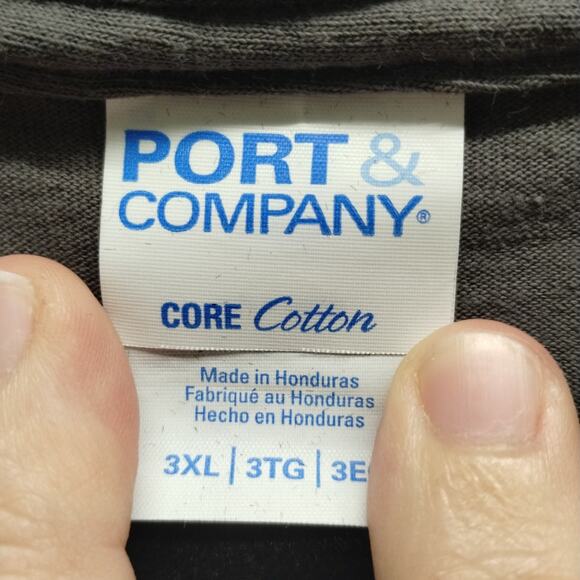 PORT &
COMPANY®
CORE Cotton
Made in Honduras
Fabriqué au Honduras
Hecho en Honduras
3XL | 3TG |